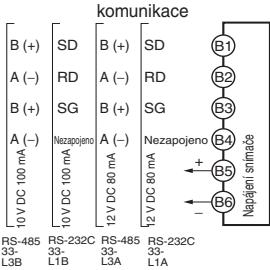 komunikace
B (+) SD B (+) SD B1
A (−) RD A (−) RD B2
B (+) SG B (+) SG B3
A (−) Nezapojeno A (−) Nezapojeno B4
+ B5
− B6
10 V DC 100 mA
10 V DC 100 mA
12 V DC 80 mA
12 V DC 80 mA
Napájení snímače
RS-485 RS-232C RS-485 RS-232C
33- 33- 33- 33-
L3B L1B L3A L1A